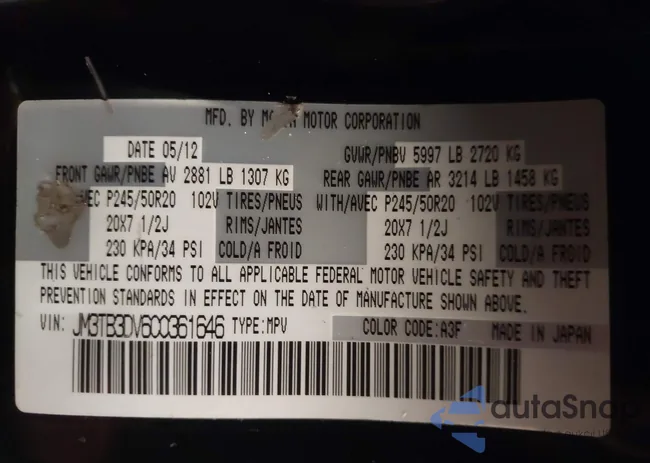 MFD. BY MOTOR CORPORATION
DATE 05/12
GVWR/PNBV 5997 LB 2720 KG
FRONT GAWR/PNBE AV 2881 LB 1307 KG
REAR GAWR/PNBE AR 3214 LB 1458 KG
AVEC P245/50R20 102V TIRES/PNEUS
WITH/AVEC P245/50R20 102V TIRES/PNEUS
20X7 1/2J RIMS/JANTES
20X7 1/2J RIMS/JANTES
230 KPA/34 PSI COLD/A FROID
230 KPA/34 PSI COLD/A FROID
THIS VEHICLE CONFORMS TO ALL APPLICABLE FEDERAL MOTOR VEHICLE SAFETY AND THEFT
PREVENTION STANDARDS IN EFFECT ON THE DATE OF MANUFACTURE SHOWN ABOVE.
VIN: JM3TB3DV6C0361646 TYPE:MPV
COLOR CODE:A3F MADE IN JAPAN
autaSnap